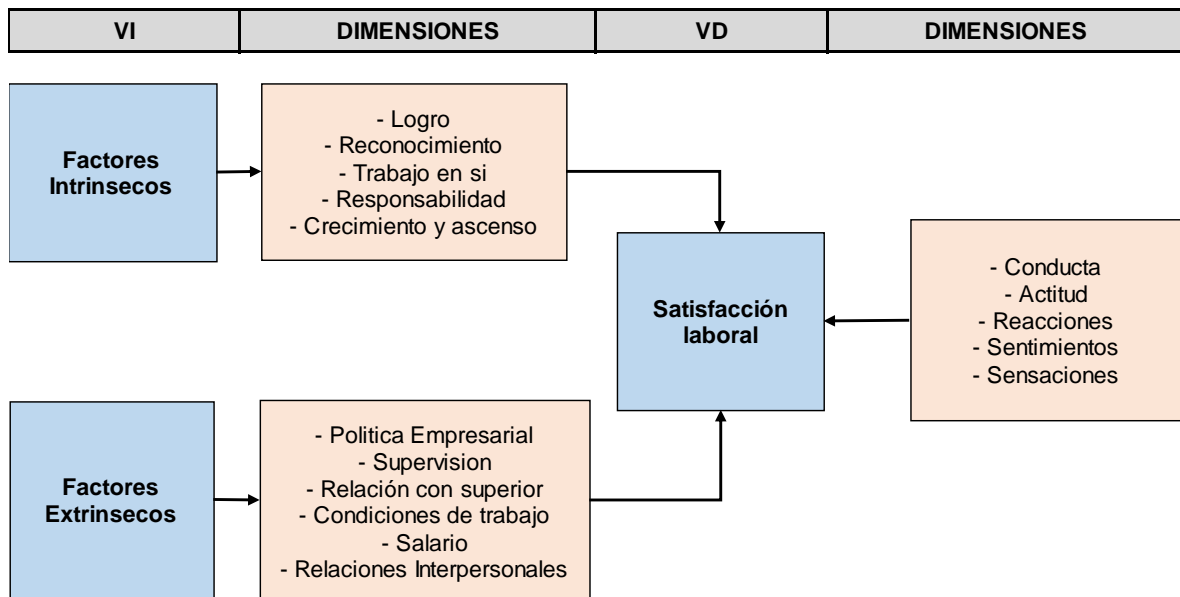 VI
DIMENSIONES
VD
DIMENSIONES
Factores
Intrinsecos
- Logro
- Reconocimiento
- Trabajo en si
- Responsabilidad
- Crecimiento y ascenso
Satisfacción
laboral
- Conducta
- Actitud
- Reacciones
- Sentimientos
- Sensaciones
Factores
Extrinsecos
- Politica Empresarial
- Supervision
- Relación con superior
- Condiciones de trabajo
- Salario
- Relaciones Interpersonales